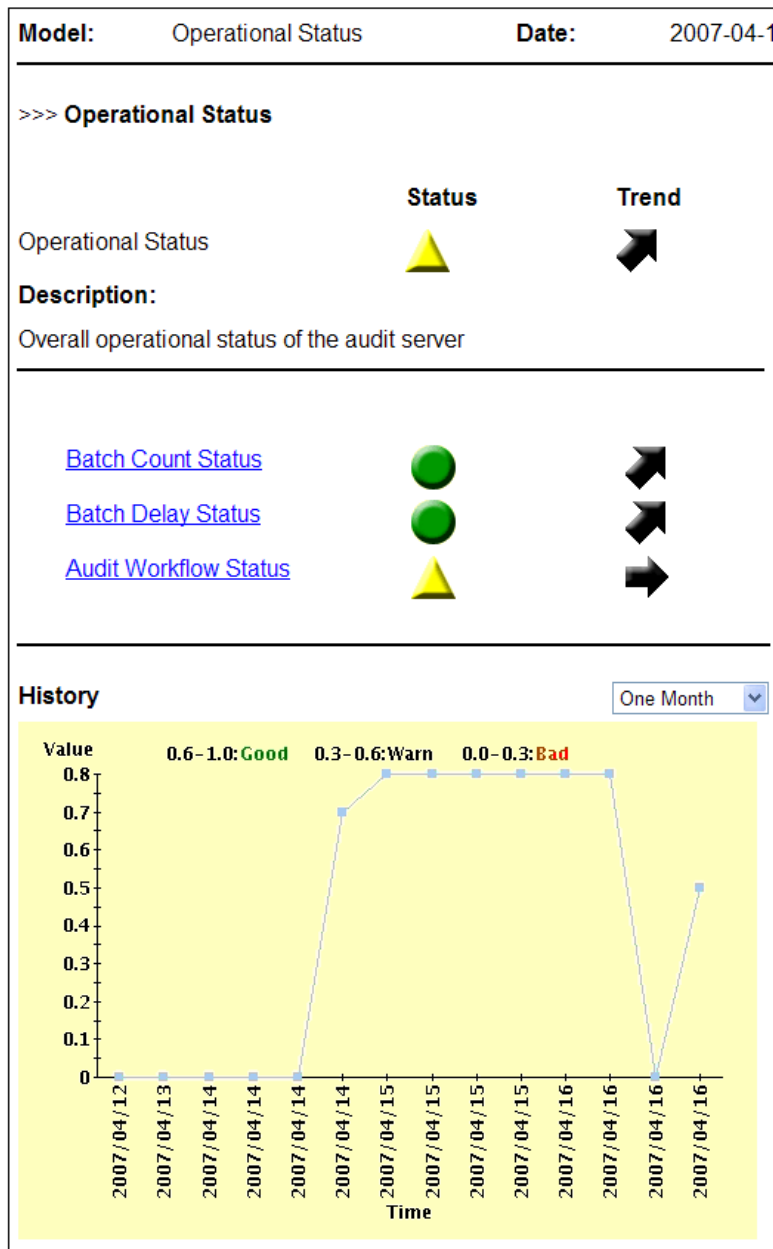 Model: Operational Status Date: 2007-04-1
>>> Operational Status
Status Trend
Operational Status
Description:
Overall operational status of the audit server
Batch Count Status
Batch Delay Status
Audit Workflow Status
History One Month
Value 0.6-1.0:Good 0.3-0.6:Warn 0.0-0.3:Bad
0.8
0.7
0.6
0.5
0.4
0.3
0.2
0.1
0
2007/04/12
2007/04/13
2007/04/14
2007/04/14
2007/04/14
2007/04/14
2007/04/15
2007/04/15
2007/04/15
2007/04/15
2007/04/16
2007/04/16
2007/04/16
2007/04/16
Time